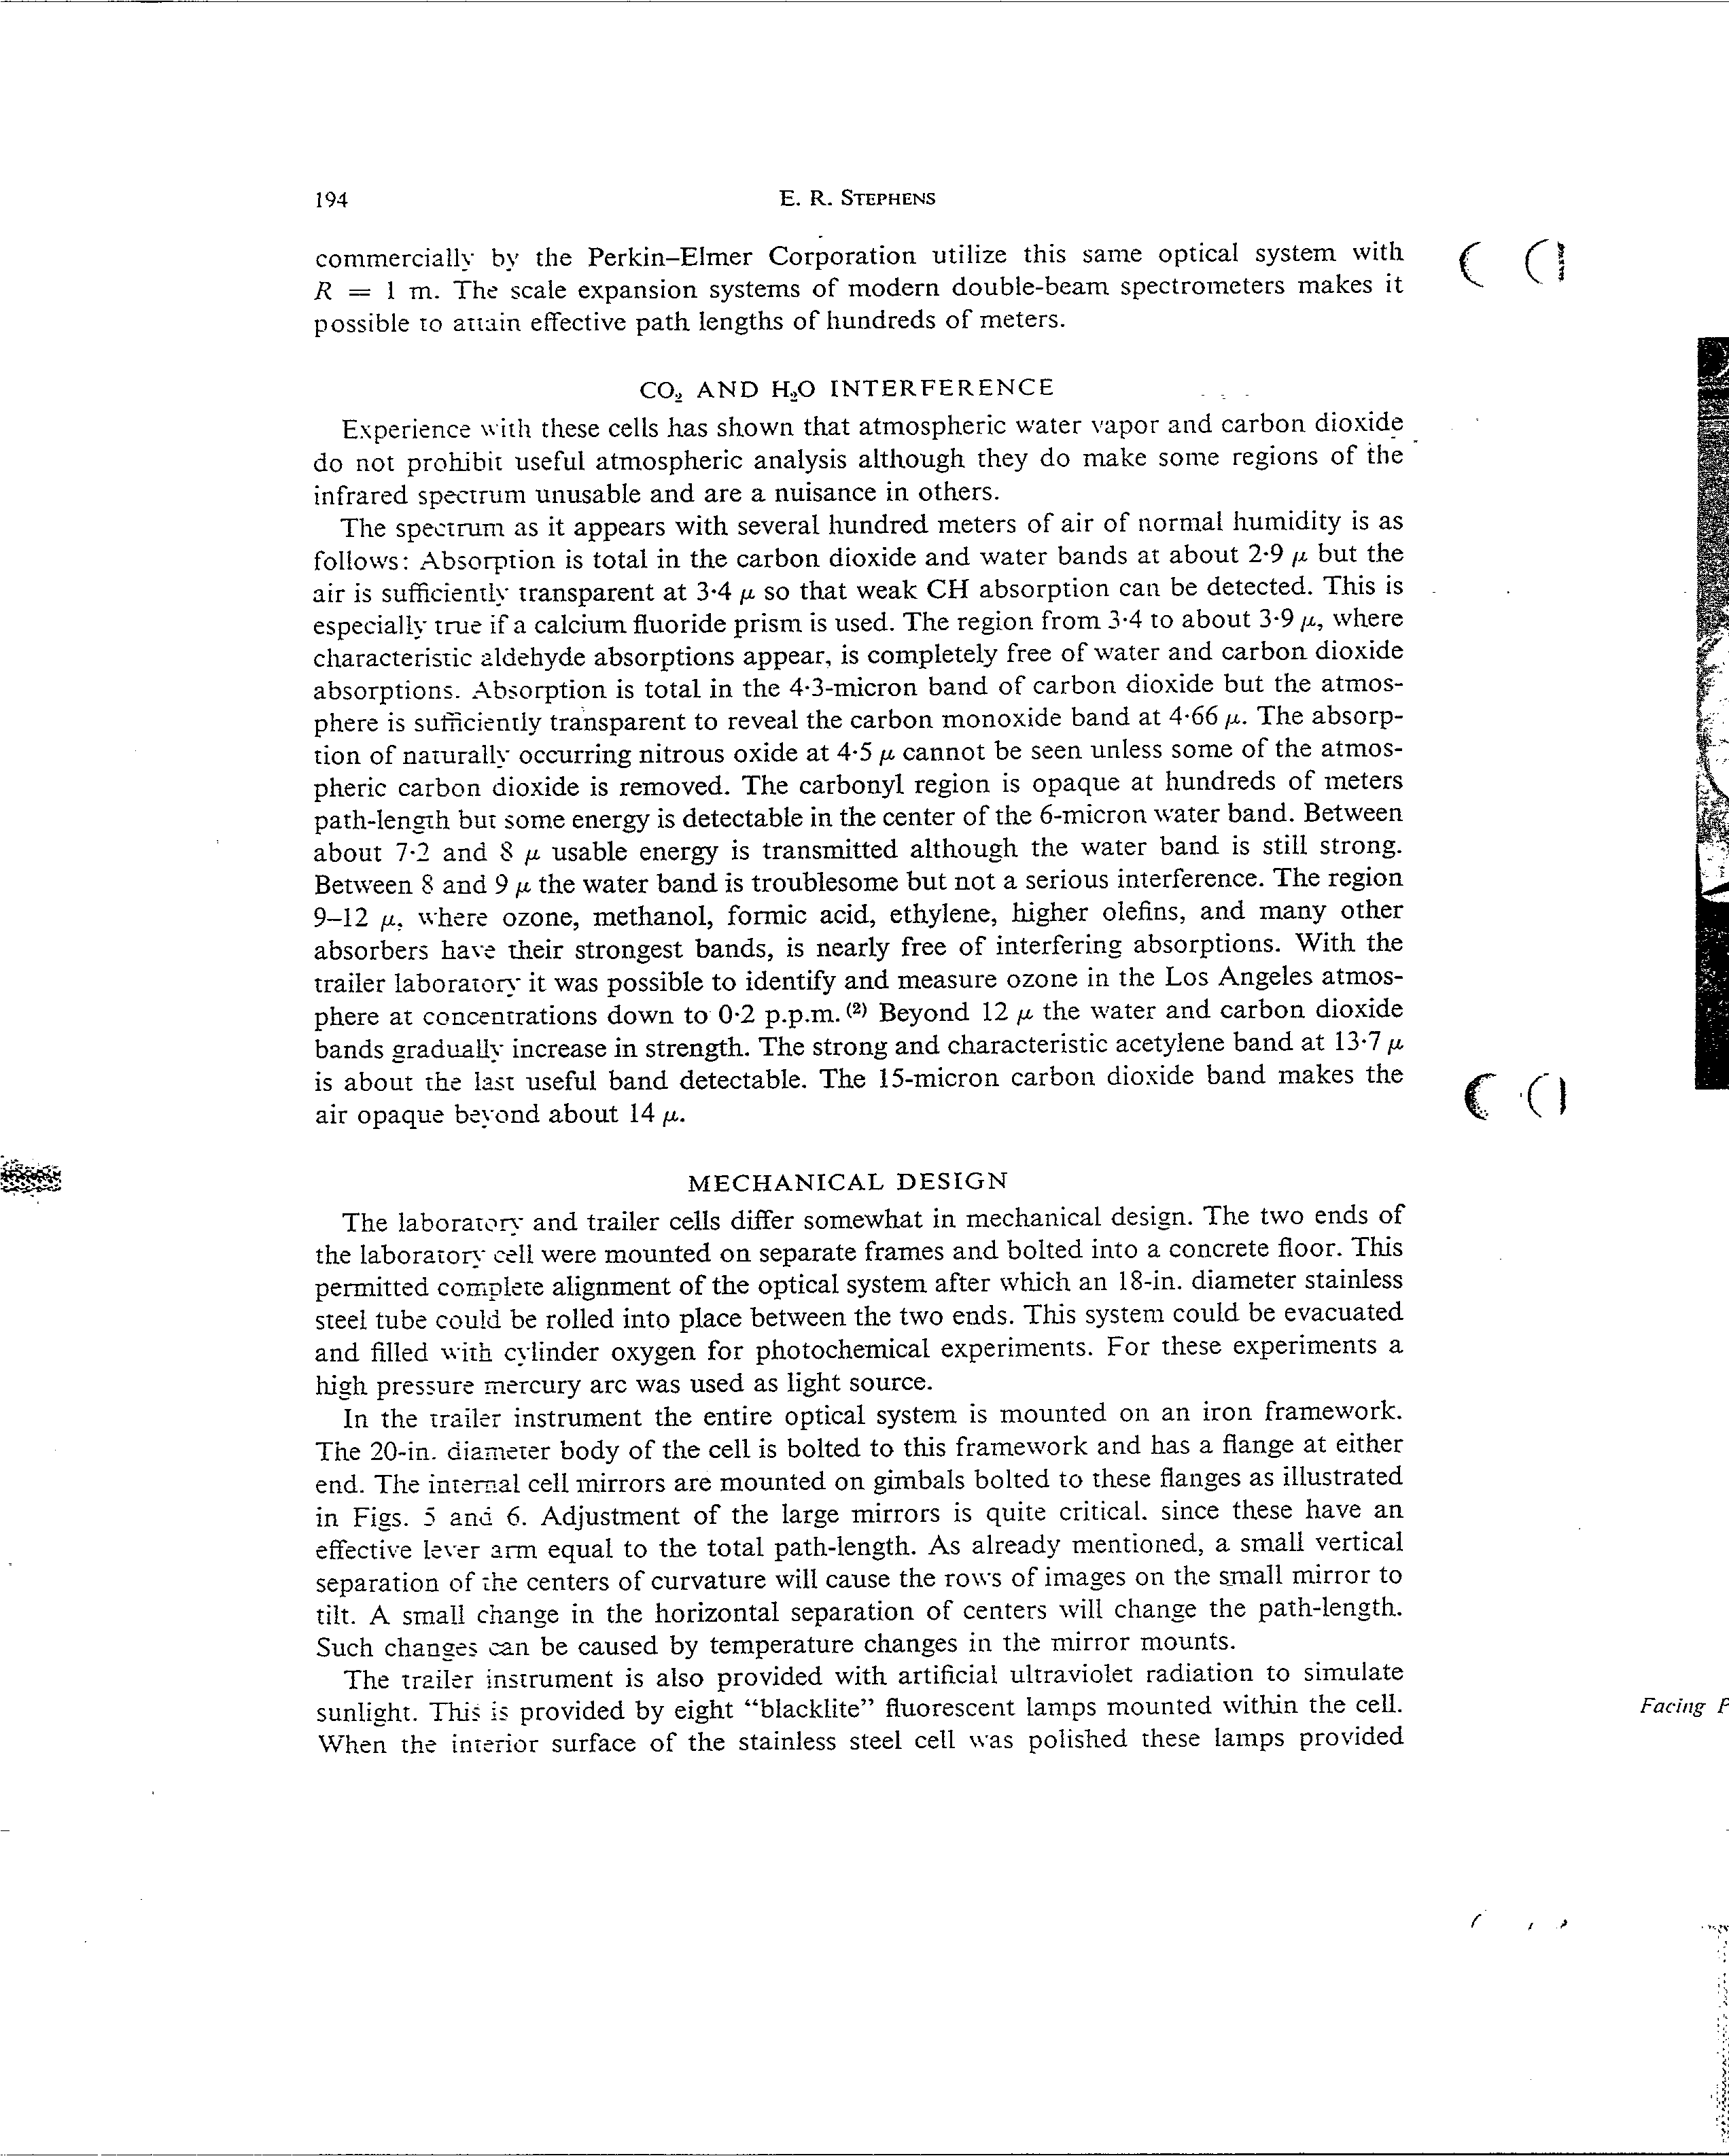 194
E. R. STEPHENS
commercially by the Perkin–Elmer Corporation utilize this same optical system with
R = 1 m. The scale expansion systems of modern double-beam spectrometers makes it
possible to attain effective path lengths of hundreds of meters.
CO₂ AND H₂O INTERFERENCE
Experience with these cells has shown that atmospheric water vapor and carbon dioxide
do not prohibit useful atmospheric analysis although they do make some regions of the
infrared spectrum unusable and are a nuisance in others.
The spectrum as it appears with several hundred meters of air of normal humidity is as
follows: Absorption is total in the carbon dioxide and water bands at about 2·9 μ but the
air is sufficiently transparent at 3·4 μ so that weak CH absorption can be detected. This is
especially true if a calcium fluoride prism is used. The region from 3·4 to about 3·9 μ, where
characteristic aldehyde absorptions appear, is completely free of water and carbon dioxide
absorptions. Absorption is total in the 4·3-micron band of carbon dioxide but the atmos-
phere is sufficiently transparent to reveal the carbon monoxide band at 4·66 μ. The absorp-
tion of naturally occurring nitrous oxide at 4·5 μ cannot be seen unless some of the atmos-
pheric carbon dioxide is removed. The carbonyl region is opaque at hundreds of meters
path-length but some energy is detectable in the center of the 6-micron water band. Between
about 7·2 and 8 μ usable energy is transmitted although the water band is still strong.
Between 8 and 9 μ the water band is troublesome but not a serious interference. The region
9–12 μ, where ozone, methanol, formic acid, ethylene, higher olefins, and many other
absorbers have their strongest bands, is nearly free of interfering absorptions. With the
trailer laboratory it was possible to identify and measure ozone in the Los Angeles atmos-
phere at concentrations down to 0·2 p.p.m.⁽²⁾ Beyond 12 μ the water and carbon dioxide
bands gradually increase in strength. The strong and characteristic acetylene band at 13·7 μ
is about the last useful band detectable. The 15-micron carbon dioxide band makes the
air opaque beyond about 14 μ.
MECHANICAL DESIGN
The laboratory and trailer cells differ somewhat in mechanical design. The two ends of
the laboratory cell were mounted on separate frames and bolted into a concrete floor. This
permitted complete alignment of the optical system after which an 18-in. diameter stainless
steel tube could be rolled into place between the two ends. This system could be evacuated
and filled with cylinder oxygen for photochemical experiments. For these experiments a
high pressure mercury arc was used as light source.
In the trailer instrument the entire optical system is mounted on an iron framework.
The 20-in. diameter body of the cell is bolted to this framework and has a flange at either
end. The internal cell mirrors are mounted on gimbals bolted to these flanges as illustrated
in Figs. 5 and 6. Adjustment of the large mirrors is quite critical. since these have an
effective lever arm equal to the total path-length. As already mentioned, a small vertical
separation of the centers of curvature will cause the rows of images on the small mirror to
tilt. A small change in the horizontal separation of centers will change the path-length.
Such changes can be caused by temperature changes in the mirror mounts.
The trailer instrument is also provided with artificial ultraviolet radiation to simulate
sunlight. This is provided by eight “blacklite” fluorescent lamps mounted within the cell.
When the interior surface of the stainless steel cell was polished these lamps provided
Facing